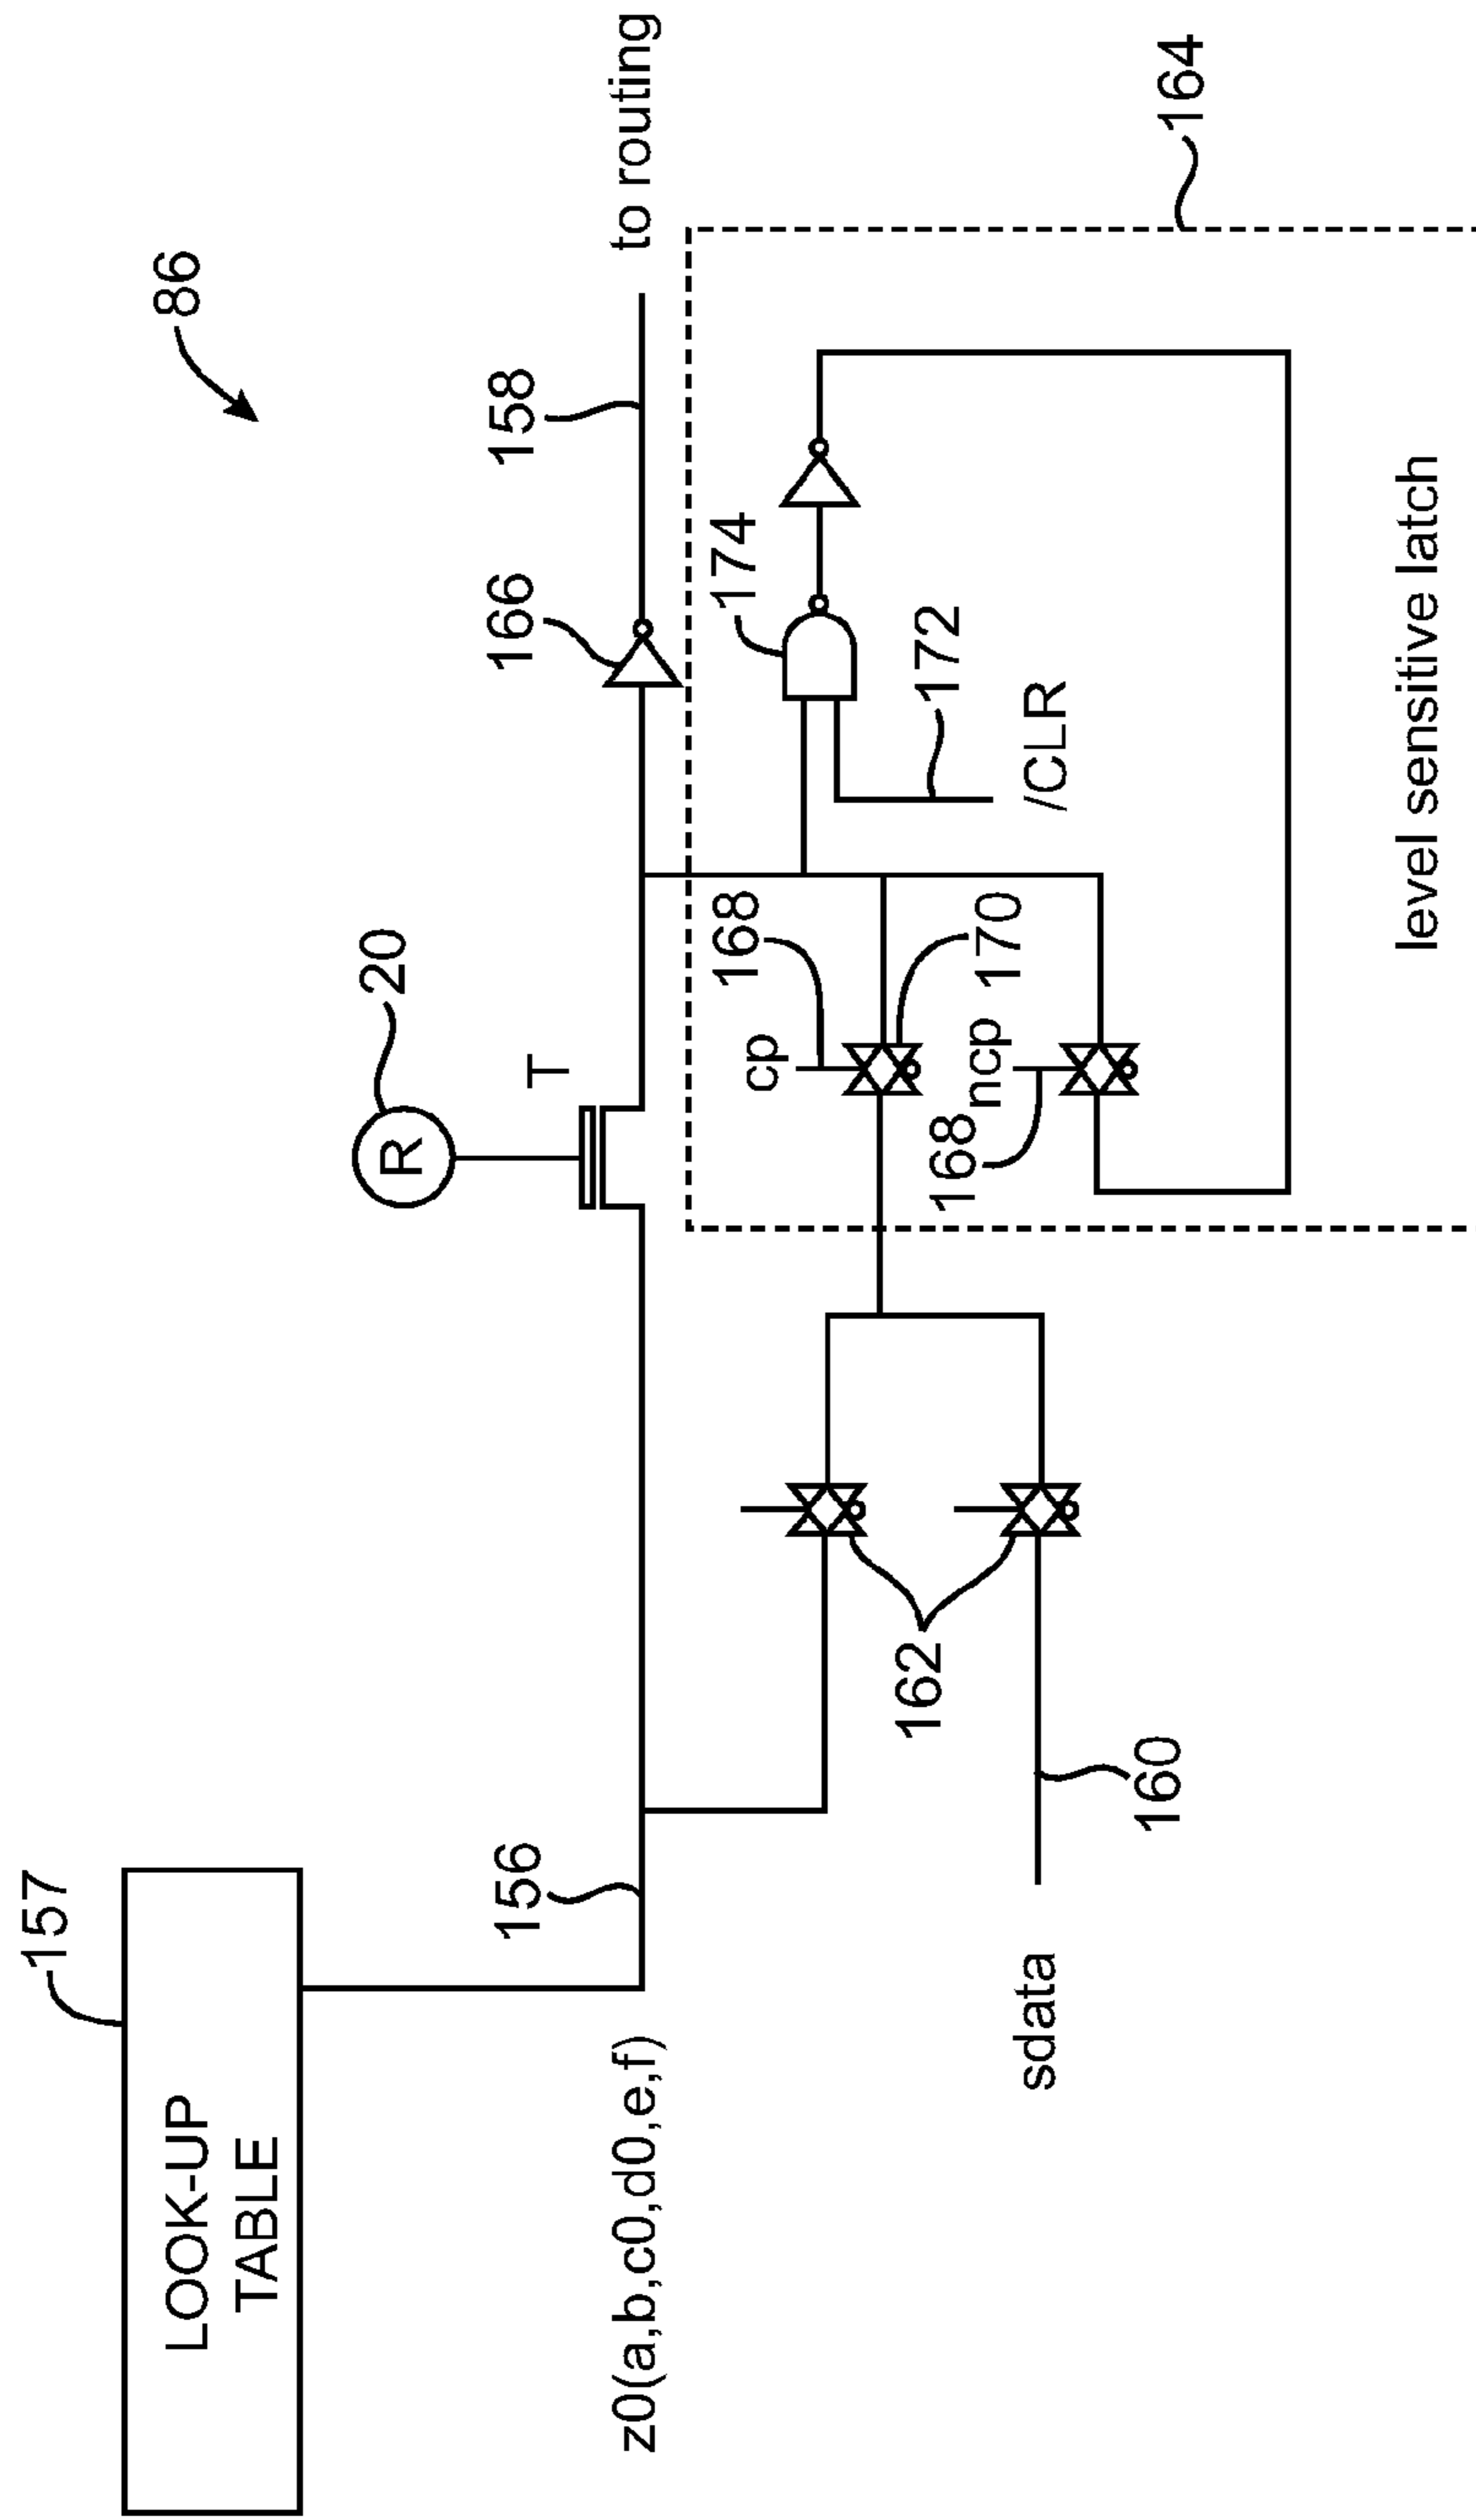 86
157
LOOK-UP
TABLE
20
R
T
156
166
158
to routing
z0(a,b,c0,d0,e,f)
168
174
cp
162
170
172
ncp
168
/CLR
164
sdata
160
level sensitive latch